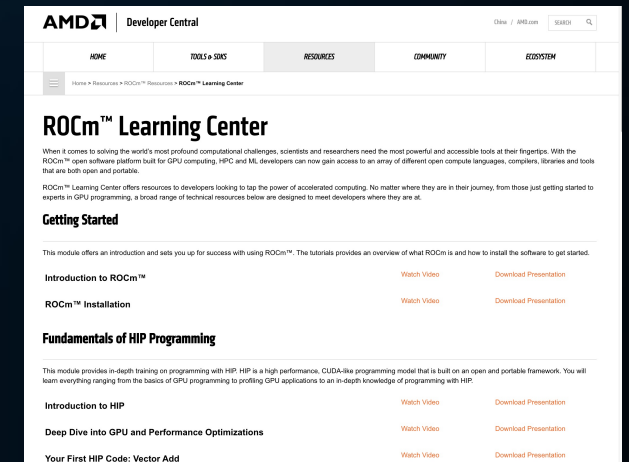 AMD Developer Central
China / AMD.com SEARCH
HOME TOOLS & SDKS RESOURCES COMMUNITY ECOSYSTEM
Home > Resources > ROCm™ Resources > ROCm™ Learning Center
ROCm™ Learning Center
When it comes to solving the world's most profound computational challenges, scientists and researchers need the most powerful and accessible tools at their fingertips. With the
ROCm™ open software platform built for GPU computing, HPC and ML developers can now gain access to an array of different open compute languages, compilers, libraries and tools
that are both open and portable.
ROCm™ Learning Center offers resources to developers looking to tap the power of accelerated computing. No matter where they are in their journey, from those just getting started to
experts in GPU programming, a broad range of technical resources below are designed to meet developers where they are at.
Getting Started
This module offers an introduction and sets you up for success with using ROCm™. The tutorials provides an overview of what ROCm is and how to install the software to get started.
Introduction to ROCm™ Watch Video Download Presentation
ROCm™ Installation Watch Video Download Presentation
Fundamentals of HIP Programming
This module provides in-depth training on programming with HIP. HIP is a high performance, CUDA-like programming model that is built on an open and portable framework. You will
learn everything ranging from the basics of GPU programming to profiling GPU applications to an in-depth knowledge of programming with HIP.
Introduction to HIP Watch Video Download Presentation
Deep Dive into GPU and Performance Optimizations Watch Video Download Presentation
Your First HIP Code: Vector Add Watch Video Download Presentation